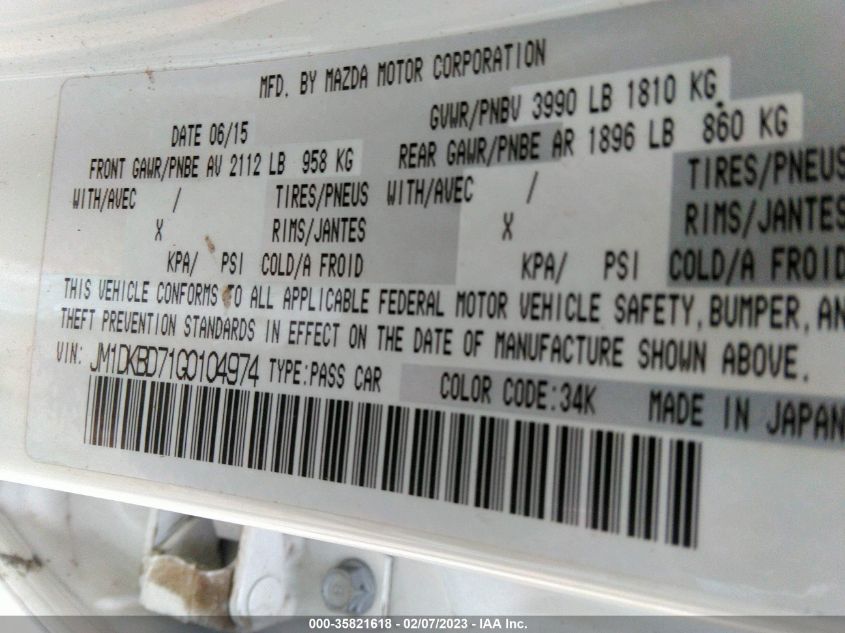 MFD. BY MAZDA MOTOR CORPORATION
DATE 06/15 GVWR/PNBV 3990 LB 1810 KG
FRONT GAWR/PNBE AV 2112 LB 958 KG REAR GAWR/PNBE AR 1896 LB 860 KG
WITH/AVEC / TIRES/PNEUS WITH/AVEC / TIRES/PNEUS
X RIMS/JANTES X RIMS/JANTES
KPA/ PSI COLD/A FROID KPA/ PSI COLD/A FROID
THIS VEHICLE CONFORMS TO ALL APPLICABLE FEDERAL MOTOR VEHICLE SAFETY, BUMPER, AN
THEFT PREVENTION STANDARDS IN EFFECT ON THE DATE OF MANUFACTURE SHOWN ABOVE.
VIN: JM1DKBD71G0104974 TYPE:PASS CAR COLOR CODE:34K MADE IN JAPAN
000-35821618 - 02/07/2023 - IAA Inc.